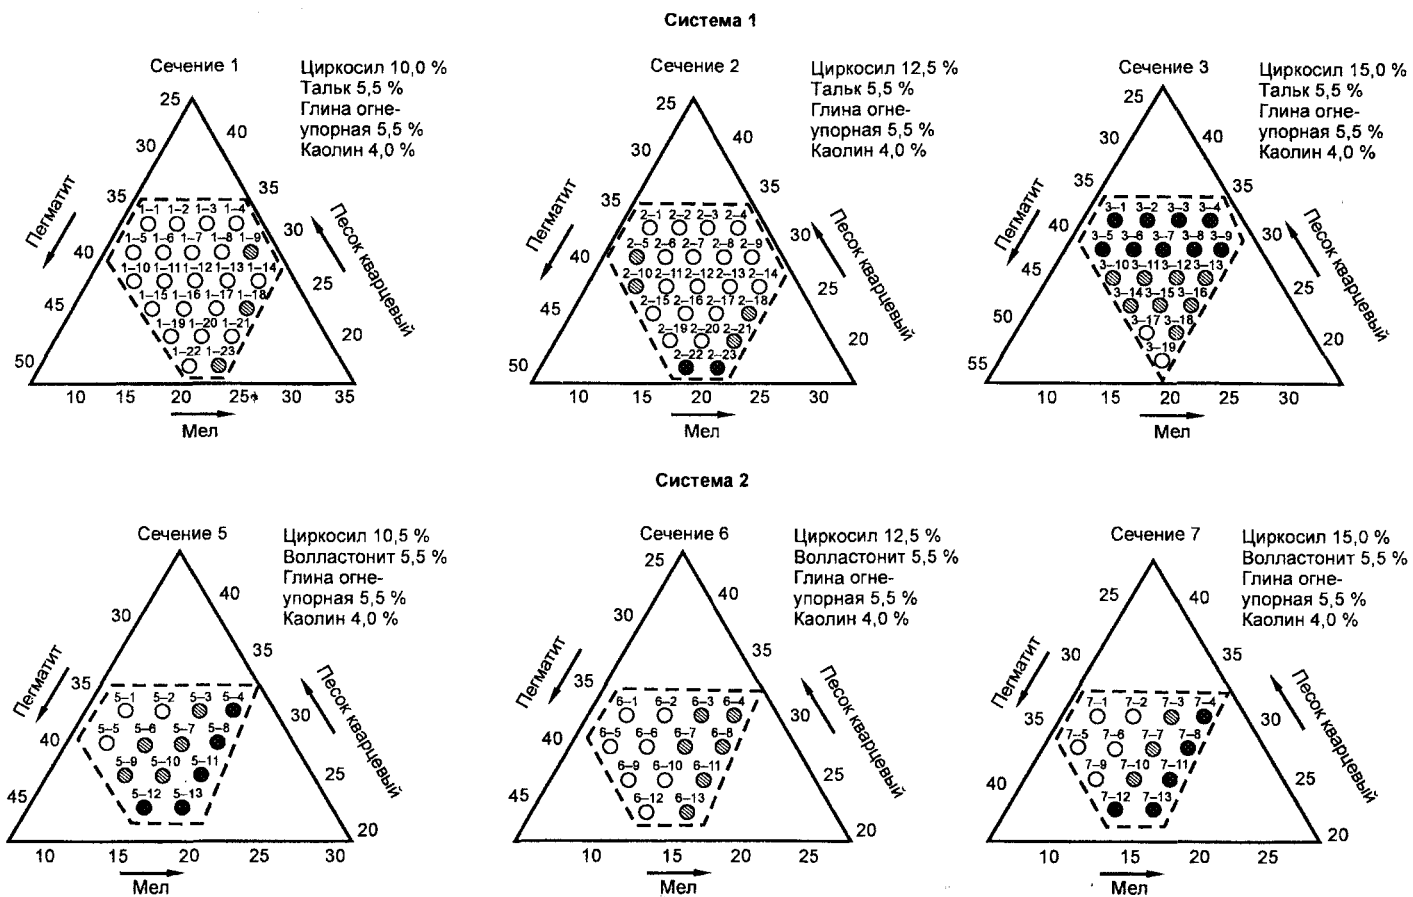 Система 1
Сечение 1
Циркосил 10,0 %
Тальк 5,5 %
Глина огне-
упорная 5,5 %
Каолин 4,0 %
25
30
35
40
45
50
40
35
30
25
20
Пегматит
Песок кварцевый
1–1 1–2 1–3 1–4
1–5 1–6 1–7 1–8 1–9
1–10 1–11 1–12 1–13 1–14
1–15 1–16 1–17 1–18
1–19 1–20 1–21
1–22 1–23
10 15 20 25 30 35
Мел
Сечение 2
Циркосил 12,5 %
Тальк 5,5 %
Глина огне-
упорная 5,5 %
Каолин 4,0 %
25
30
35
40
45
50
40
35
30
25
20
Пегматит
Песок кварцевый
2–1 2–2 2–3 2–4
2–5 2–6 2–7 2–8 2–9
2–10 2–11 2–12 2–13 2–14
2–15 2–16 2–17 2–18
2–19 2–20 2–21
2–22 2–23
10 15 20 25 30
Мел
Сечение 3
Циркосил 15,0 %
Тальк 5,5 %
Глина огне-
упорная 5,5 %
Каолин 4,0 %
25
30
35
40
45
50
55
40
35
30
25
20
Пегматит
Песок кварцевый
3–1 3–2 3–3 3–4
3–5 3–6 3–7 3–8 3–9
3–10 3–11 3–12 3–13
3–14 3–15 3–16
3–17 3–18
3–19
10 15 20 25 30
Мел
Система 2
Сечение 5
Циркосил 10,5 %
Волластонит 5,5 %
Глина огне-
упорная 5,5 %
Каолин 4,0 %
30
35
40
45
40
35
30
25
20
Пегматит
Песок кварцевый
5–1 5–2 5–3 5–4
5–5 5–6 5–7 5–8
5–9 5–10 5–11
5–12 5–13
10 15 20 25 30
Мел
Сечение 6
Циркосил 12,5 %
Волластонит 5,5 %
Глина огне-
упорная 5,5 %
Каолин 4,0 %
25
30
35
40
45
40
35
30
25
20
Пегматит
Песок кварцевый
6–1 6–2 6–3 6–4
6–5 6–6 6–7 6–8
6–9 6–10 6–11
6–12 6–13
10 15 20 25
Мел
Сечение 7
Циркосил 15,0 %
Волластонит 5,5 %
Глина огне-
упорная 5,5 %
Каолин 4,0 %
25
30
35
40
40
35
30
25
20
Пегматит
Песок кварцевый
7–1 7–2 7–3 7–4
7–5 7–6 7–7 7–8
7–9 7–10 7–11
7–12 7–13
10 15 20 25
Мел